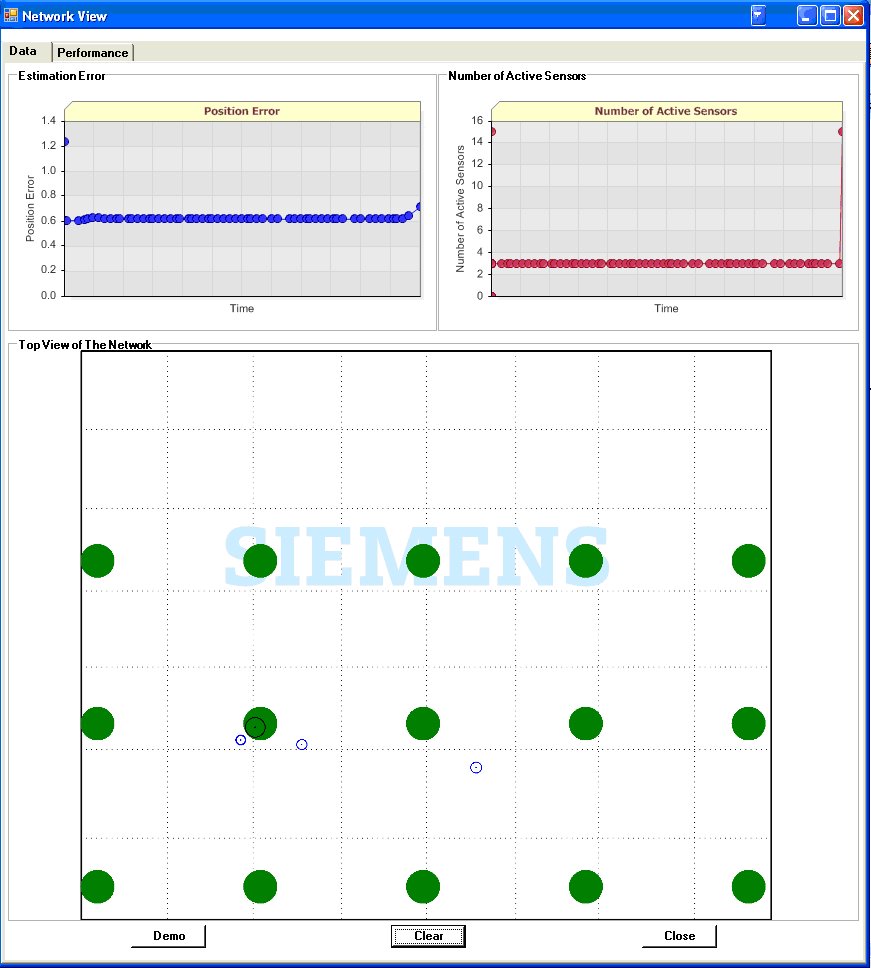 Network View
Data
Performance
Estimation Error
Position Error
1.4
1.2
1.0
0.8
0.6
0.4
0.2
0.0
Position Error
Time
Number of Active Sensors
Number of Active Sensors
16
14
12
10
8
6
4
2
0
Number of Active Sensors
Time
Top View of The Network
SIEMENS
Demo
Clear
Close